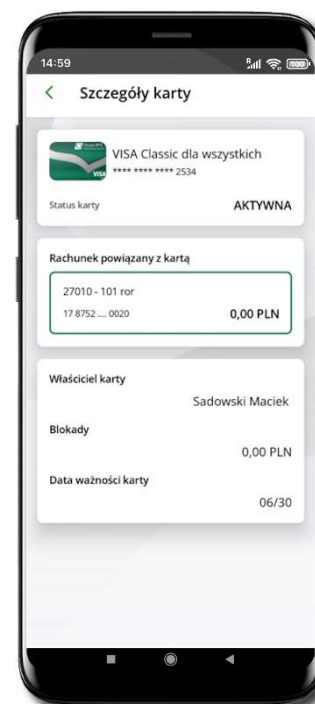 14:59
Szczegóły karty
VISA Classic dla wszystkich
**** **** **** 2534
VISA
Status karty AKTYWNA
Rachunek powiązany z kartą
27010 - 101 ror
17 8752 .... 0020 0,00 PLN
Właściciel karty
Sadowski Maciek
Blokady
0,00 PLN
Data ważności karty
06/30